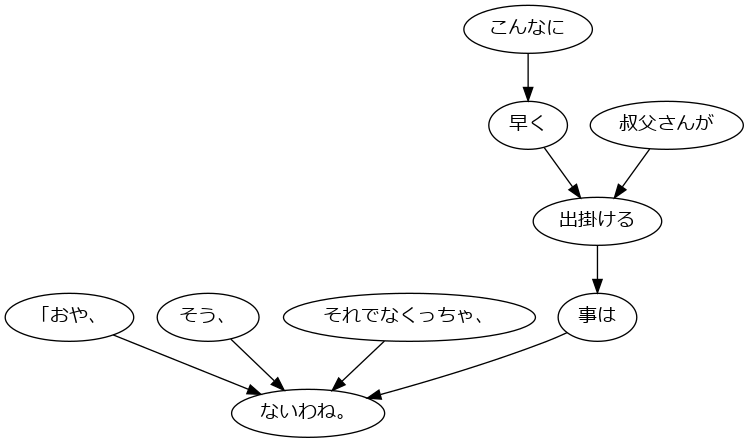 こんなに
早く
叔父さんが
出掛ける
「おや、
そう、
それでなくっちゃ、
事は
ないわね。